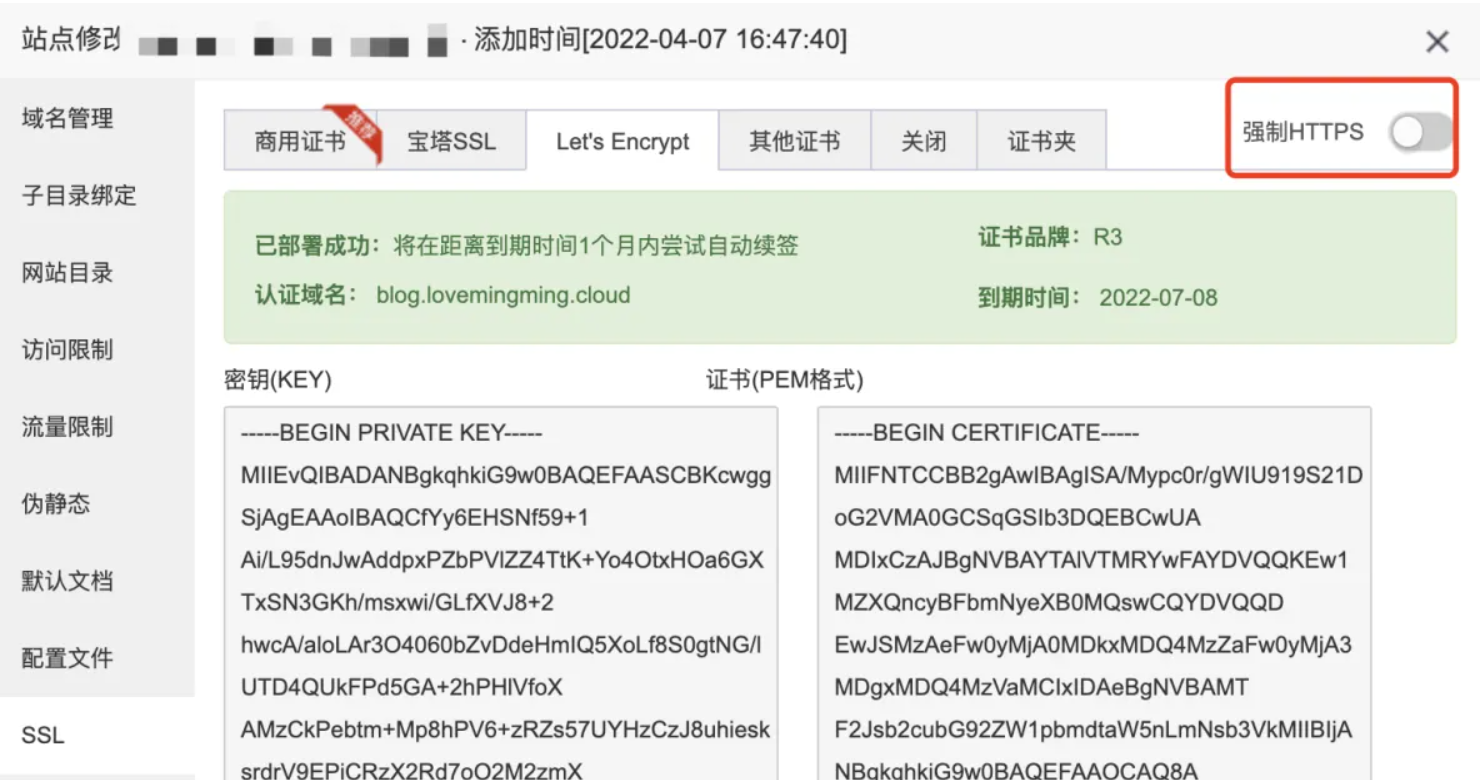 站点修改 · 添加时间[2022-04-07 16:47:40]
域名管理
子目录绑定
网站目录
访问限制
流量限制
伪静态
默认文档
配置文件
SSL
商用证书 推荐 宝塔SSL Let's Encrypt 其他证书 关闭 证书夹 强制HTTPS
已部署成功：将在距离到期时间1个月内尝试自动续签 证书品牌：R3
认证域名： blog.lovemingming.cloud 到期时间： 2022-07-08
密钥(KEY)
-----BEGIN PRIVATE KEY-----
MIIEvQIBADANBgkqhkiG9w0BAQEFAASCBKcwgg
SjAgEAAoIBAQCfYy6EHSNf59+1
Ai/L95dnJwAddpxPZbPVlZZ4TtK+Yo4OtxHOa6GX
TxSN3GKh/msxwi/GLfXVJ8+2
hwcA/aloLAr3O4060bZvDdeHmIQ5XoLf8S0gtNG/l
UTD4QUkFPd5GA+2hPHlVfoX
AMzCkPebtm+Mp8hPV6+zRZs57UYHzCzJ8uhiesk
srdrV9EPiCRzX2Rd7oO2M2zmX
证书(PEM格式)
-----BEGIN CERTIFICATE-----
MIIFNTCCBB2gAwIBAgISA/Mypc0r/gWIU919S21D
oG2VMA0GCSqGSIb3DQEBCwUA
MDIxCzAJBgNVBAYTAlVTMRYwFAYDVQQKEw1
MZXQncyBFbmNyeXB0MQswCQYDVQQD
EwJSMzAeFw0yMjA0MDkxMDQ4MzZaFw0yMjA3
MDgxMDQ4MzVaMCIxIDAeBgNVBAMT
F2Jsb2cubG92ZW1pbmdtaW5nLmNsb3VkMIIBIjA
NBgkqhkiG9w0BAQEFAAOCAQ8A